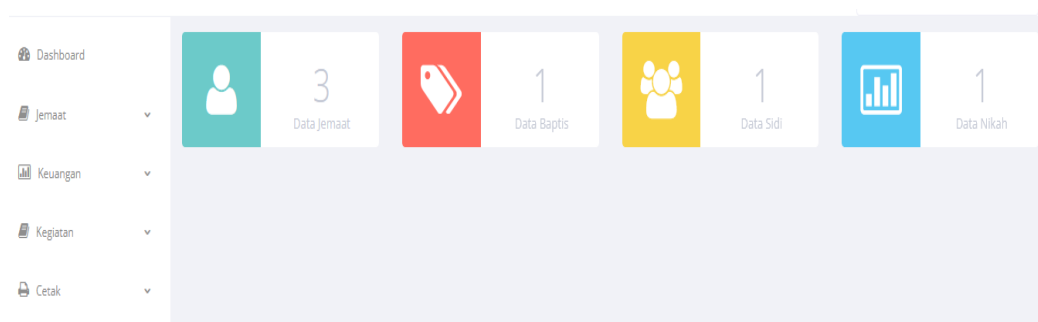 Dashboard
Jemaat
Keuangan
Kegiatan
Cetak
3
Data Jemaat
1
Data Baptis
1
Data Sidi
1
Data Nikah